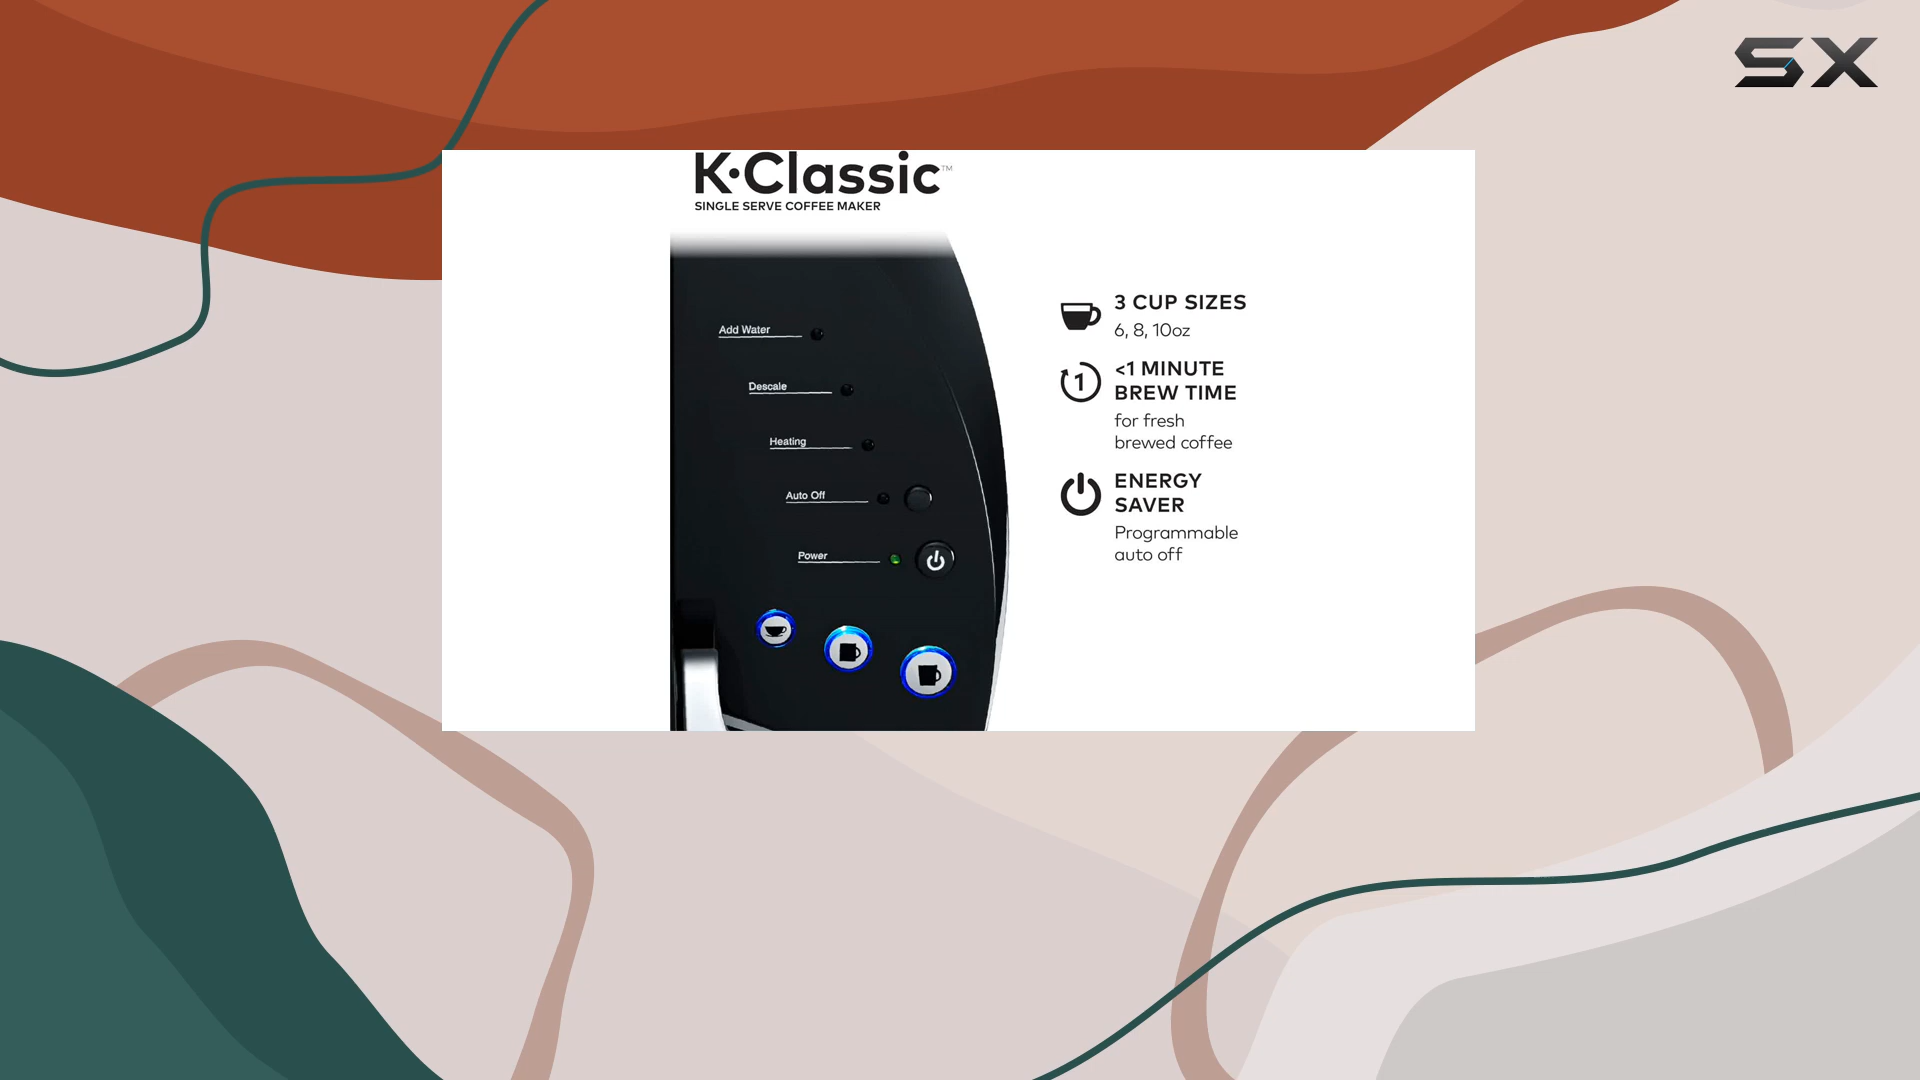 SX
K•Classic™
SINGLE SERVE COFFEE MAKER
Add Water
Descale
Heating
Auto Off
Power
3 CUP SIZES
6, 8, 10oz
1
<1 MINUTE
BREW TIME
for fresh
brewed coffee
ENERGY
SAVER
Programmable
auto off